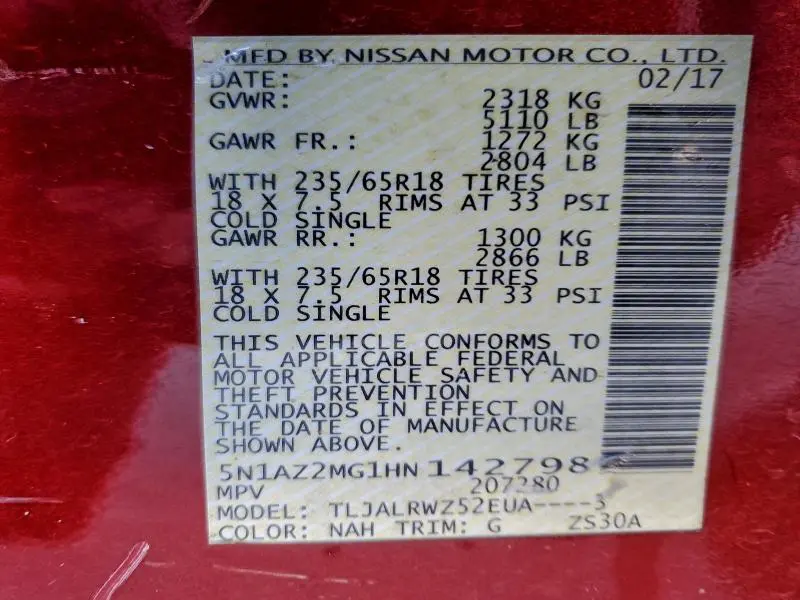 MFD BY NISSAN MOTOR CO., LTD.
DATE: 02/17
GVWR: 2318 KG
5110 LB
GAWR FR.: 1272 KG
2804 LB
WITH 235/65R18 TIRES
18 X 7.5 RIMS AT 33 PSI
COLD SINGLE
GAWR RR.: 1300 KG
2866 LB
WITH 235/65R18 TIRES
18 X 7.5 RIMS AT 33 PSI
COLD SINGLE
THIS VEHICLE CONFORMS TO
ALL APPLICABLE FEDERAL
MOTOR VEHICLE SAFETY AND
THEFT PREVENTION
STANDARDS IN EFFECT ON
THE DATE OF MANUFACTURE
SHOWN ABOVE.
5N1AZ2MG1HN 142798
MPV 207280
MODEL: TLJALRWZ52EUA----3
COLOR: NAH TRIM: G ZS30A